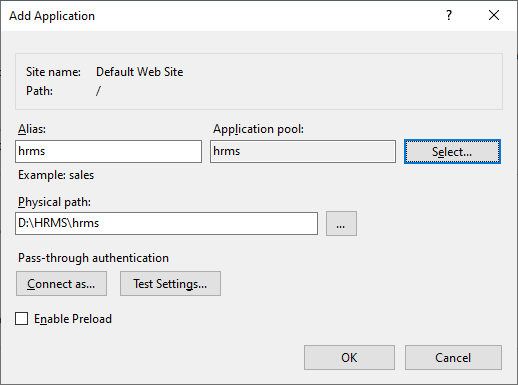 Add Application
?
Site name: Default Web Site
Path: /
Alias:
Application pool:
hrms
hrms
Select...
Example: sales
Physical path:
D:\HRMS\hrms
...
Pass-through authentication
Connect as...
Test Settings...
Enable Preload
OK
Cancel